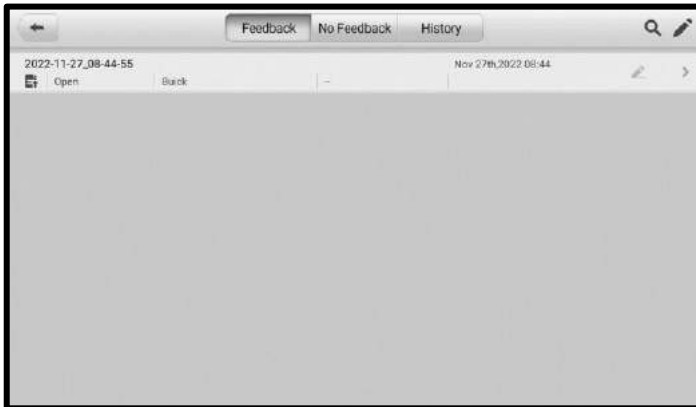 Feedback No Feedback History
2022-11-27_08-44-55 Nov 27th,2022 08:44
Open Buick --